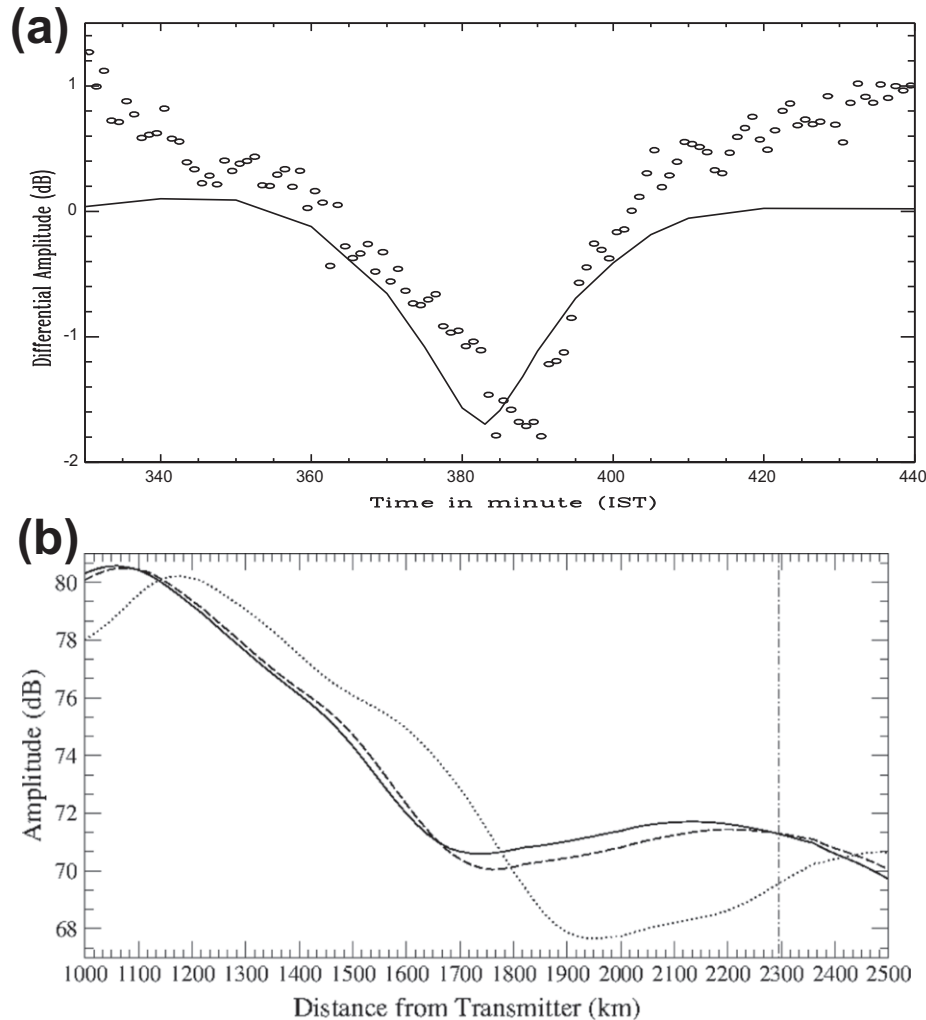 (a)
Differential Amplitude (dB)
1
0
-1
-2
340 360 380 400 420 440
Time in minute (IST)
(b)
Amplitude (dB)
80
78
76
74
72
70
68
1000 1100 1200 1300 1400 1500 1600 1700 1800 1900 2000 2100 2200 2300 2400 2500
Distance from Transmitter (km)